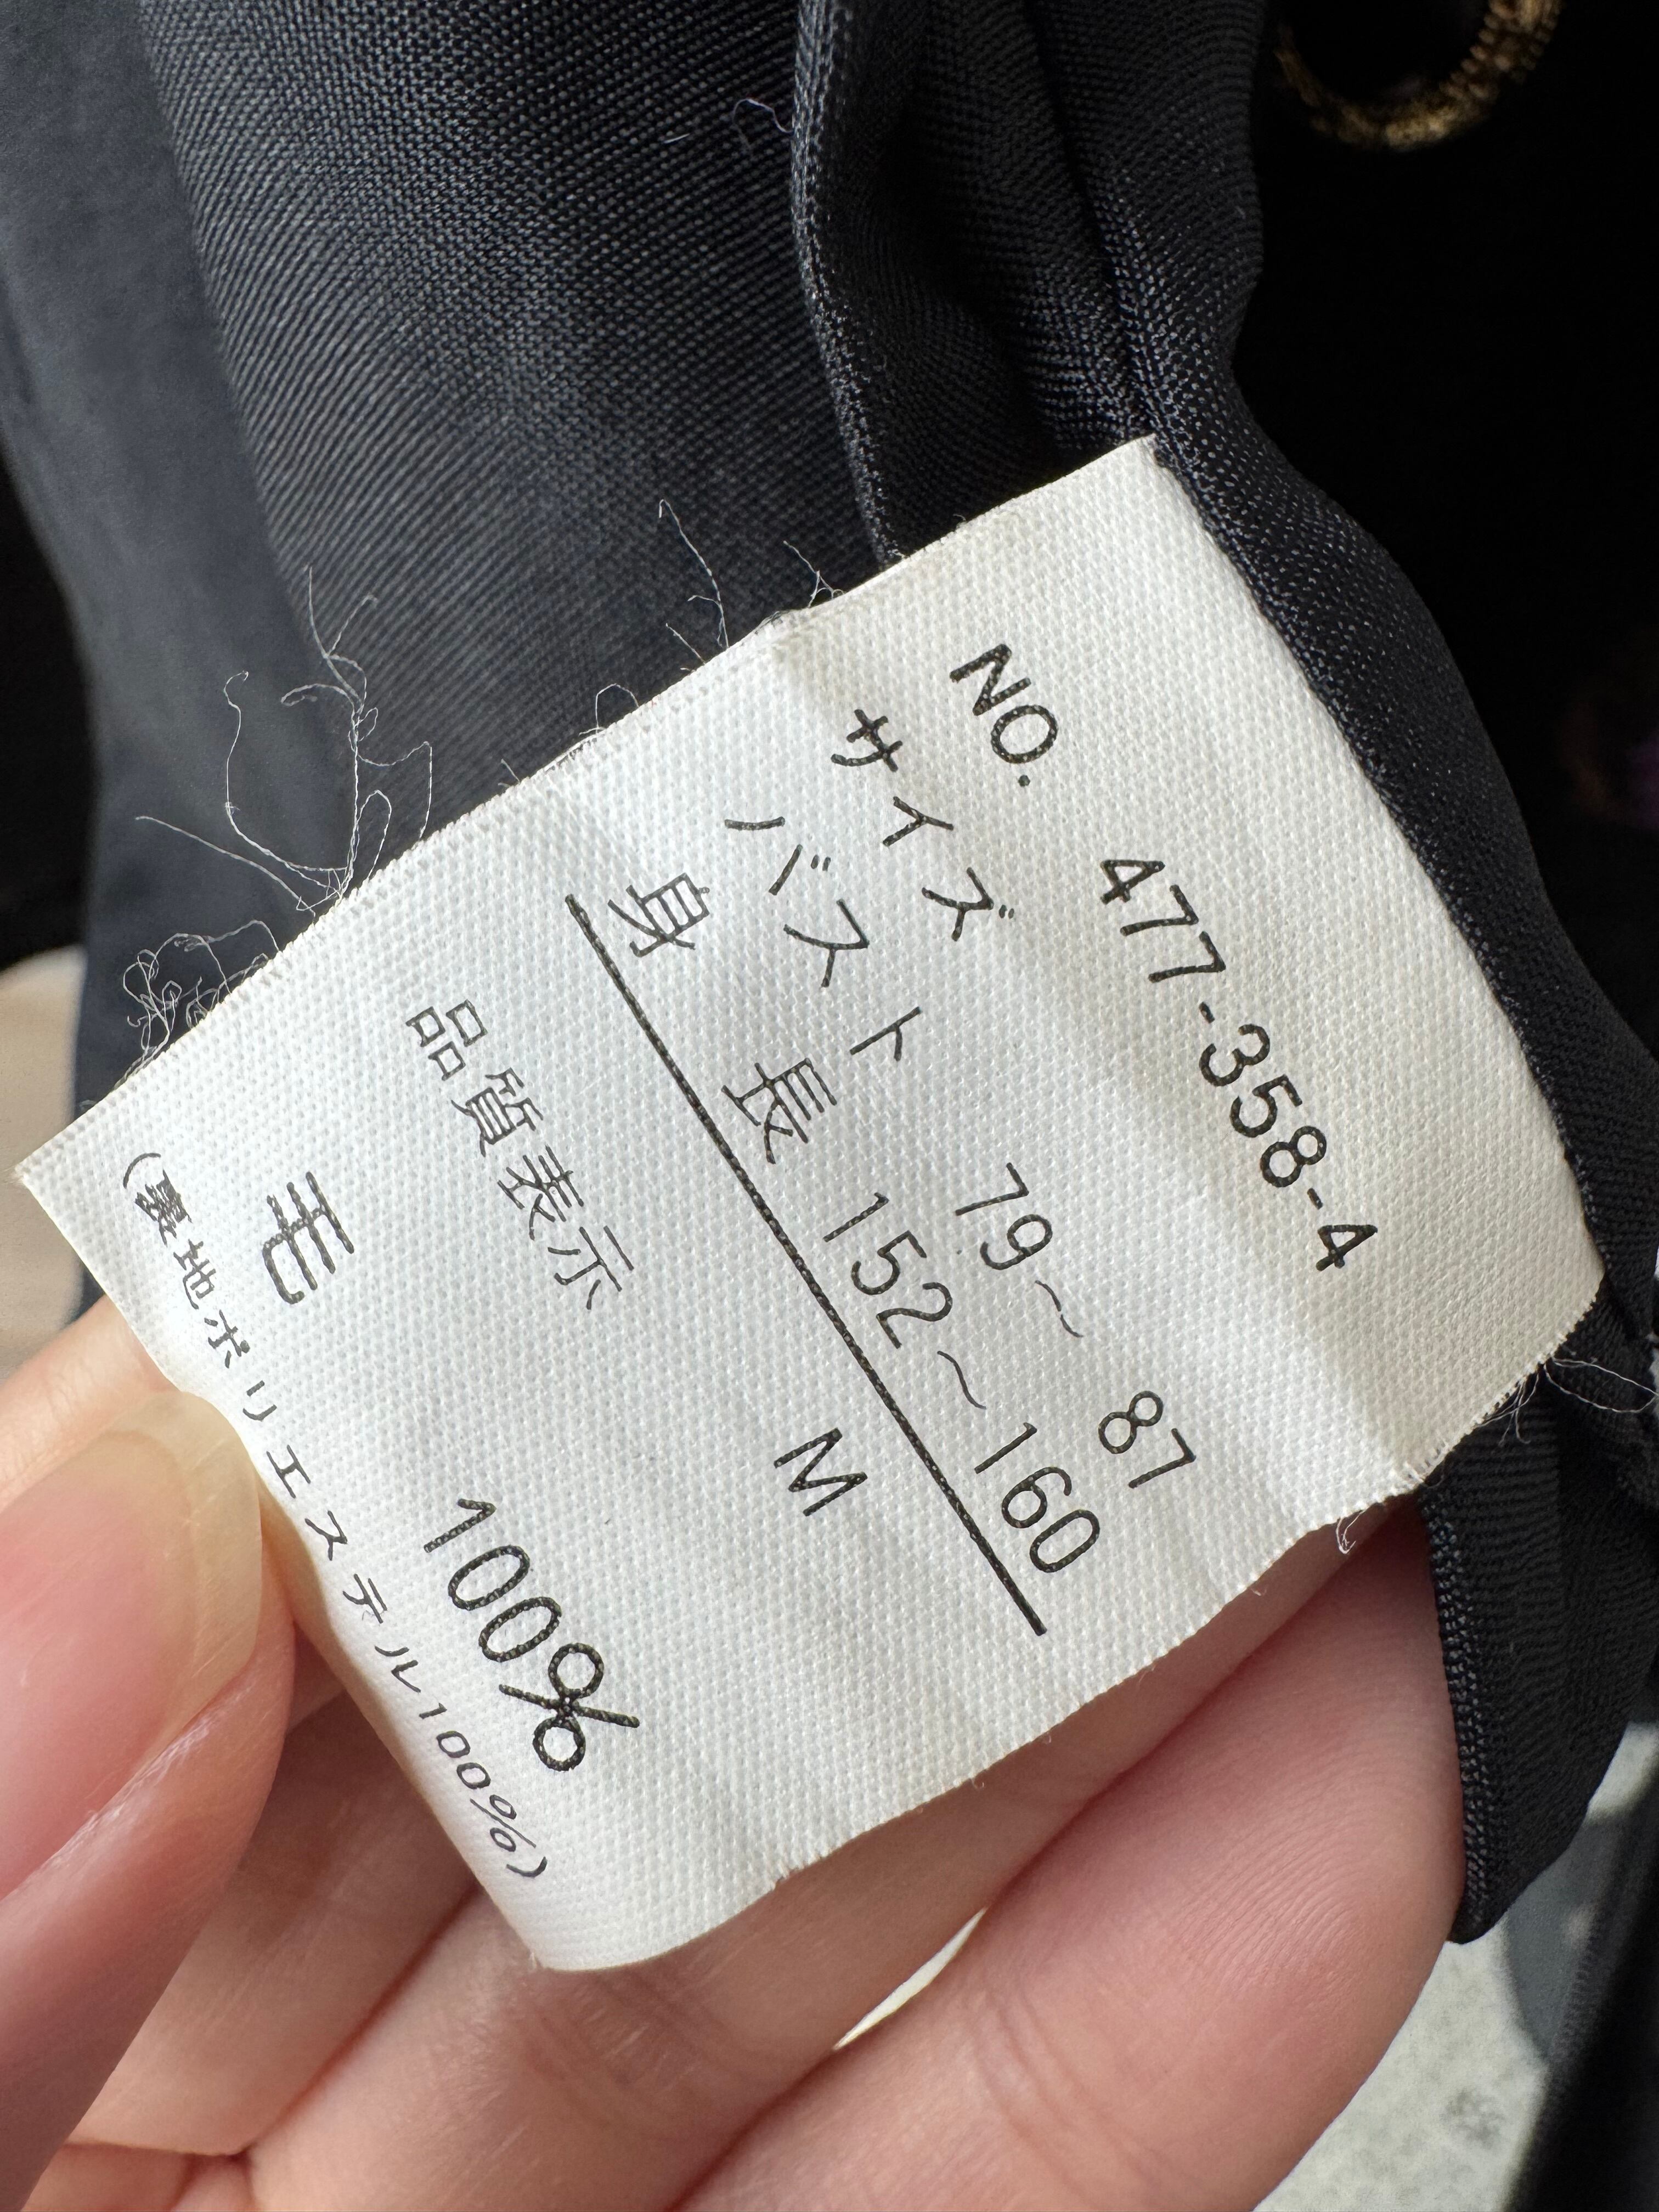 NO. 477-358-4
サイズ
バスト 79～ 87
身 長 152～160
M
品質表示
毛 100%
(裏地ポリエステル100%)